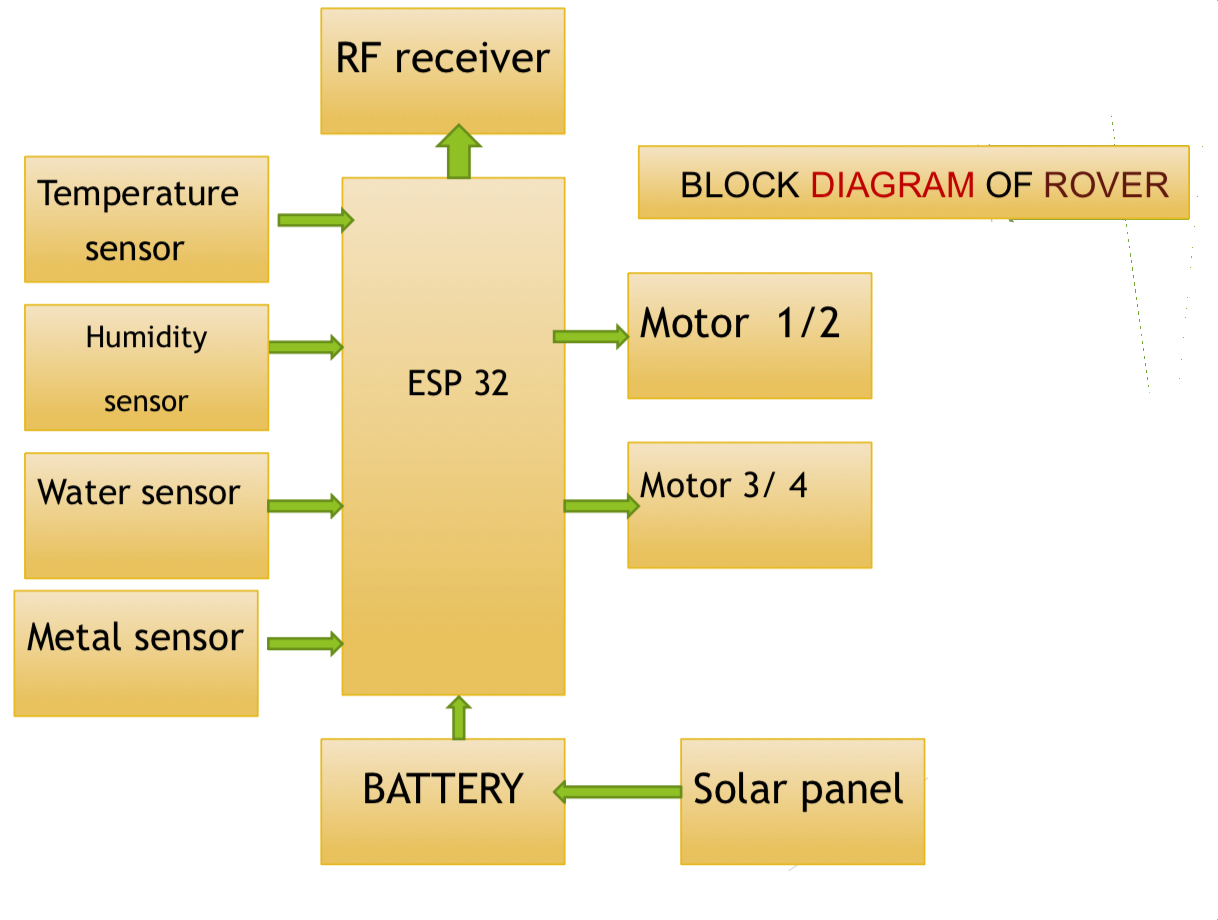 RF receiver
BLOCK DIAGRAM OF ROVER
Temperature
sensor
Humidity
sensor
Water sensor
Metal sensor
ESP 32
Motor 1/2
Motor 3/ 4
BATTERY
Solar panel